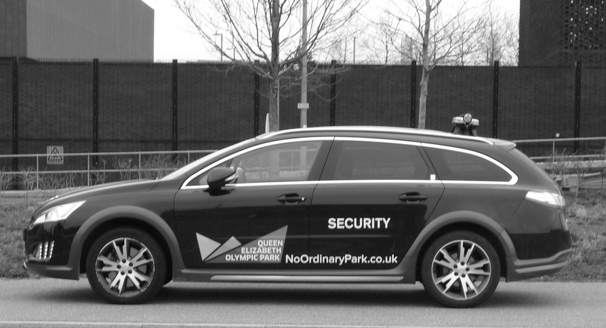 SECURITY
QUEEN
ELIZABETH
OLYMPIC PARK
NoOrdinaryPark.co.uk